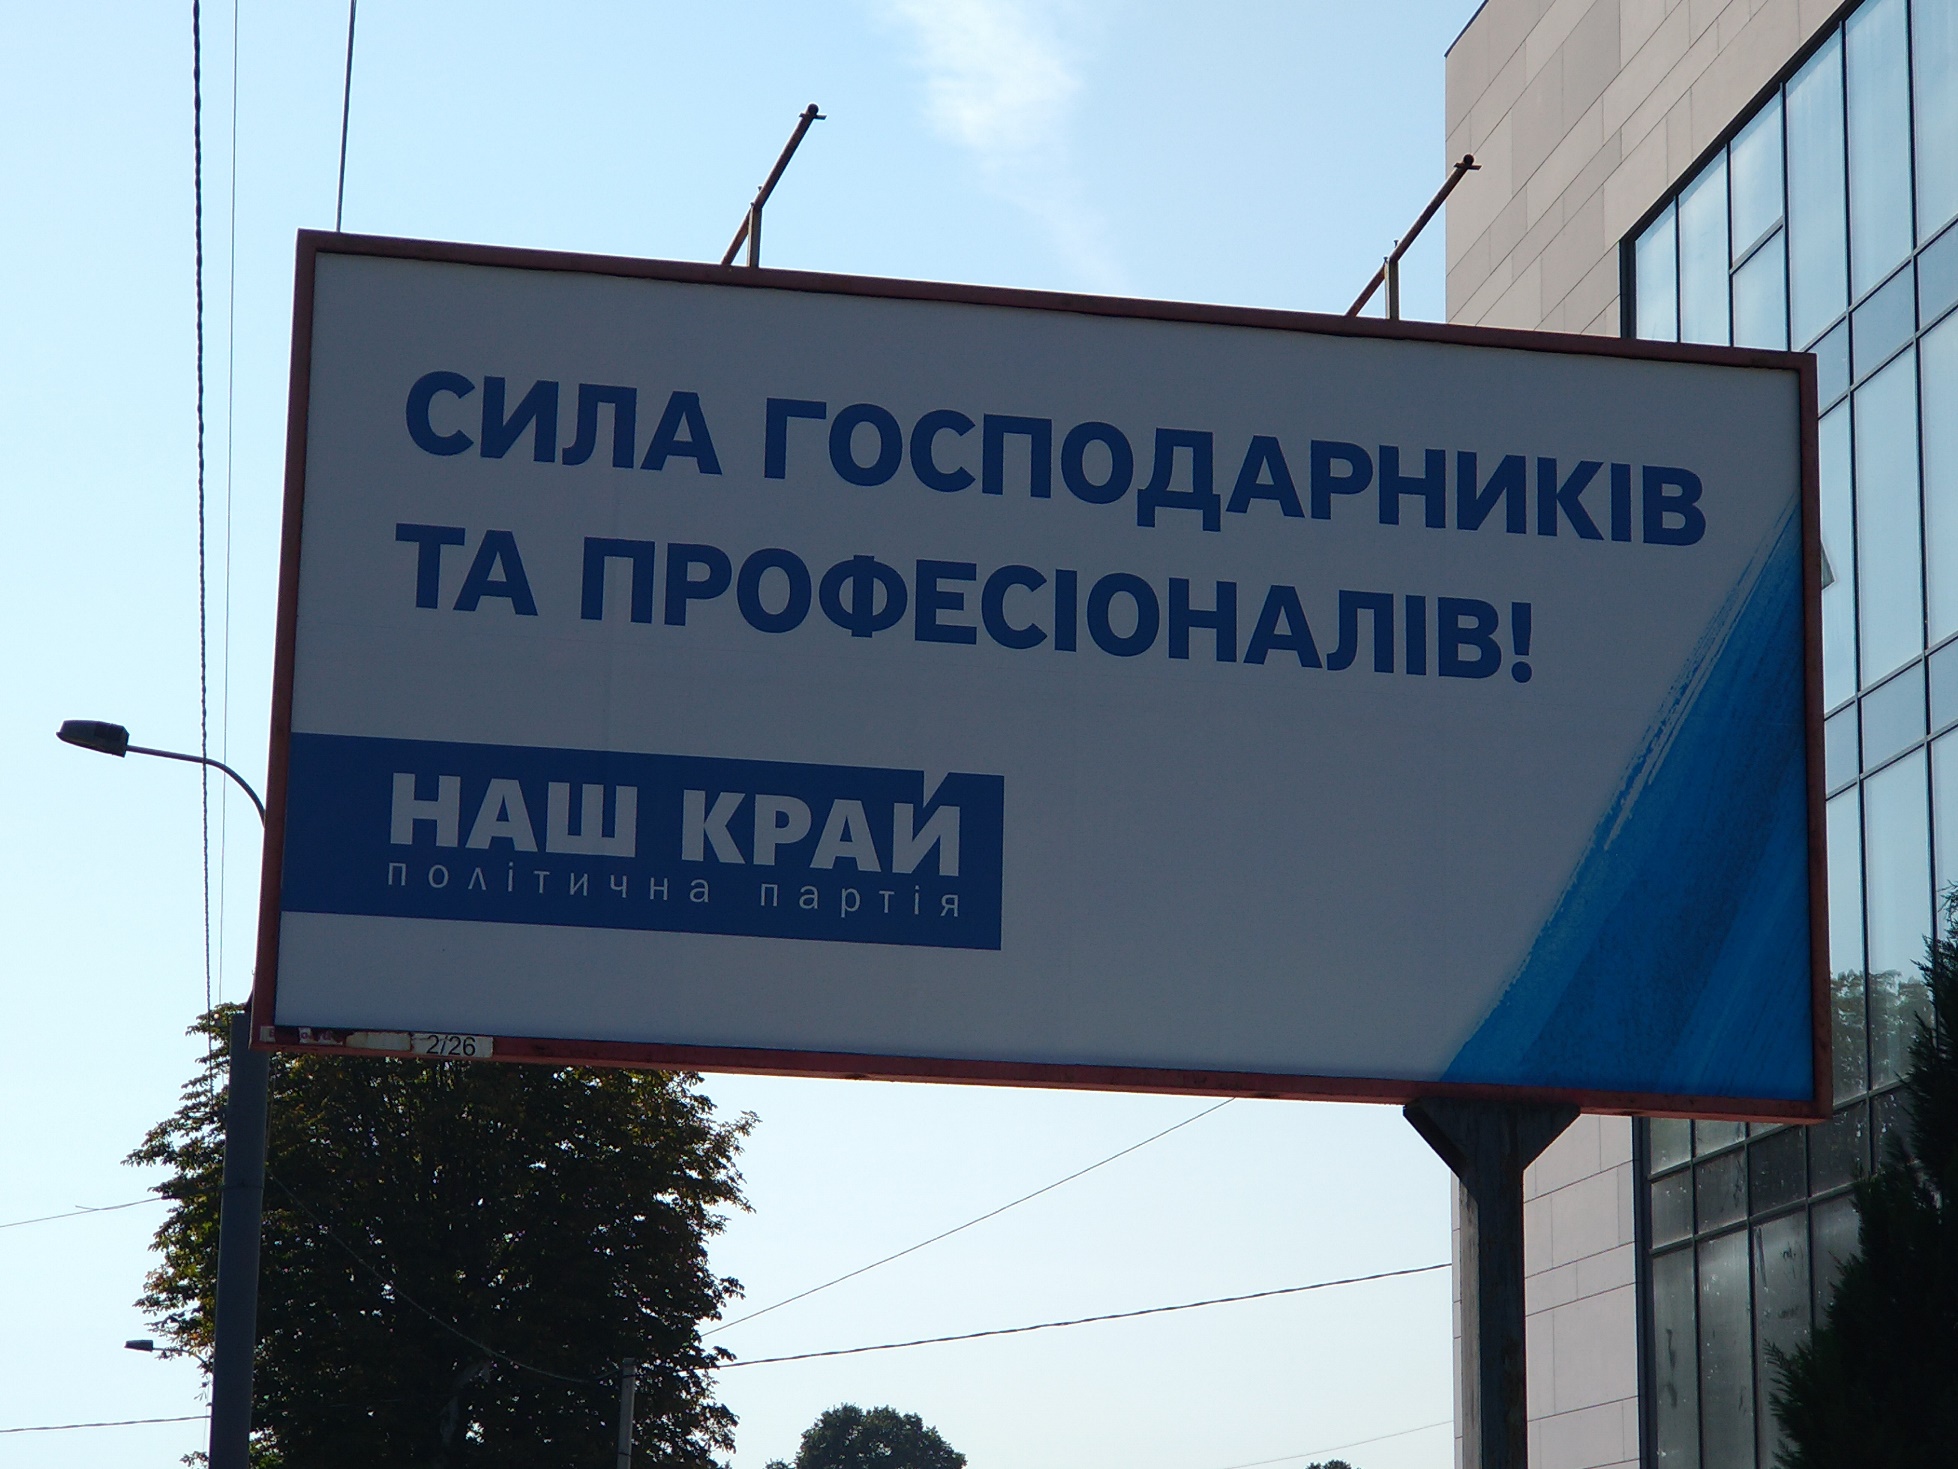 СИЛА ГОСПОДАРНИКІВ
ТА ПРОФЕСІОНАЛІВ!
НАШ КРАЙ
політична партія
2/26